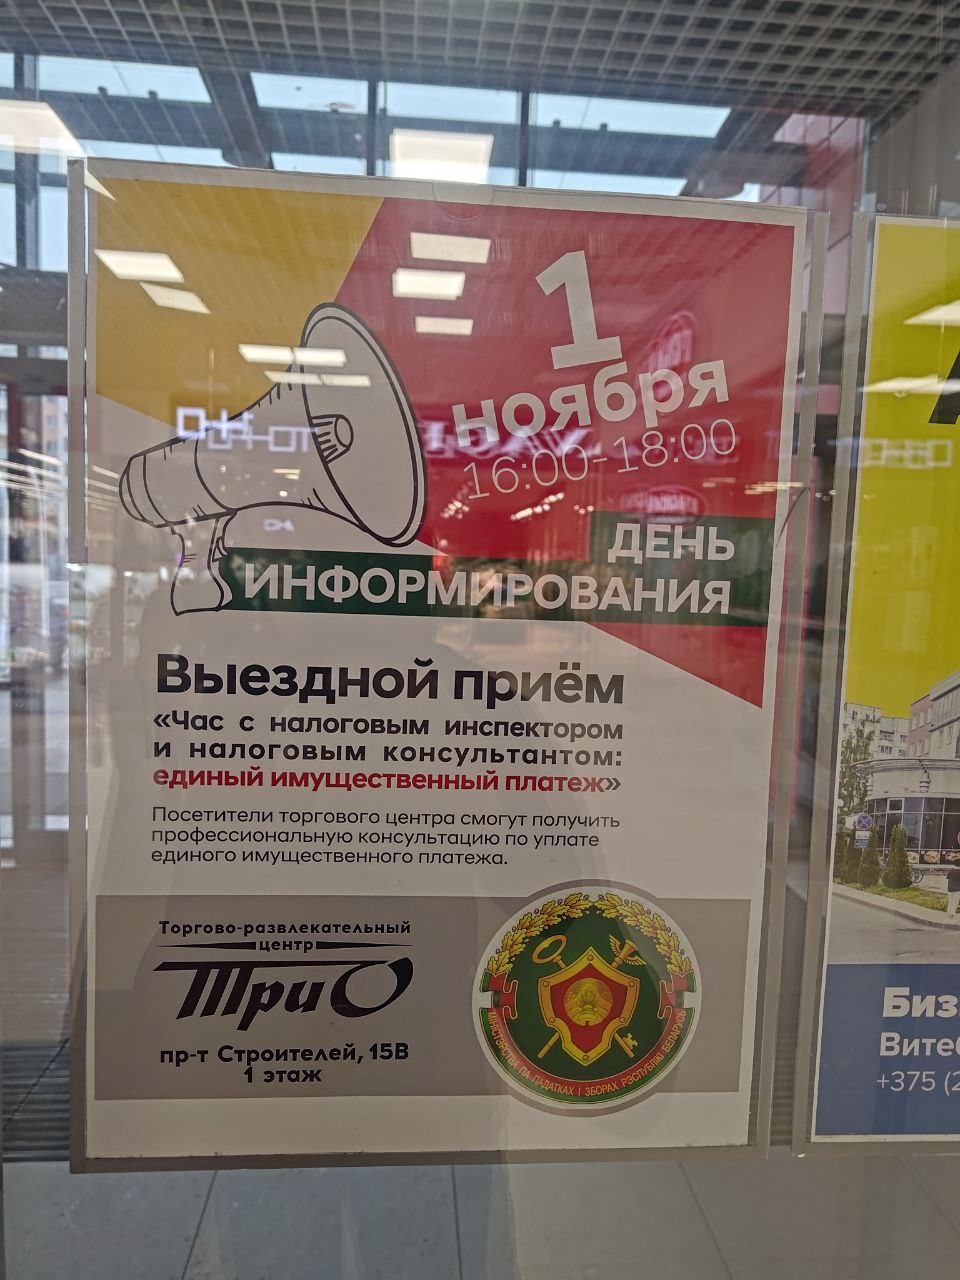 1
ноября
16:00-18:00
ДЕНЬ
ИНФОРМИРОВАНИЯ
Выездной приём
«Час с налоговым инспектором
и налоговым консультантом:
единый имущественный платеж»
Посетители торгового центра смогут получить
профессиональную консультацию по уплате
единого имущественного платежа.
Торгово-развлекательный
центр
ТриО
пр-т Строителей, 15В
1 этаж
МІНІСТЭРСТВА ПА ПАДАТКАХ І ЗБОРАХ РЭСПУБЛІКІ БЕЛАРУСЬ
Биз
Витеб
+375 (2